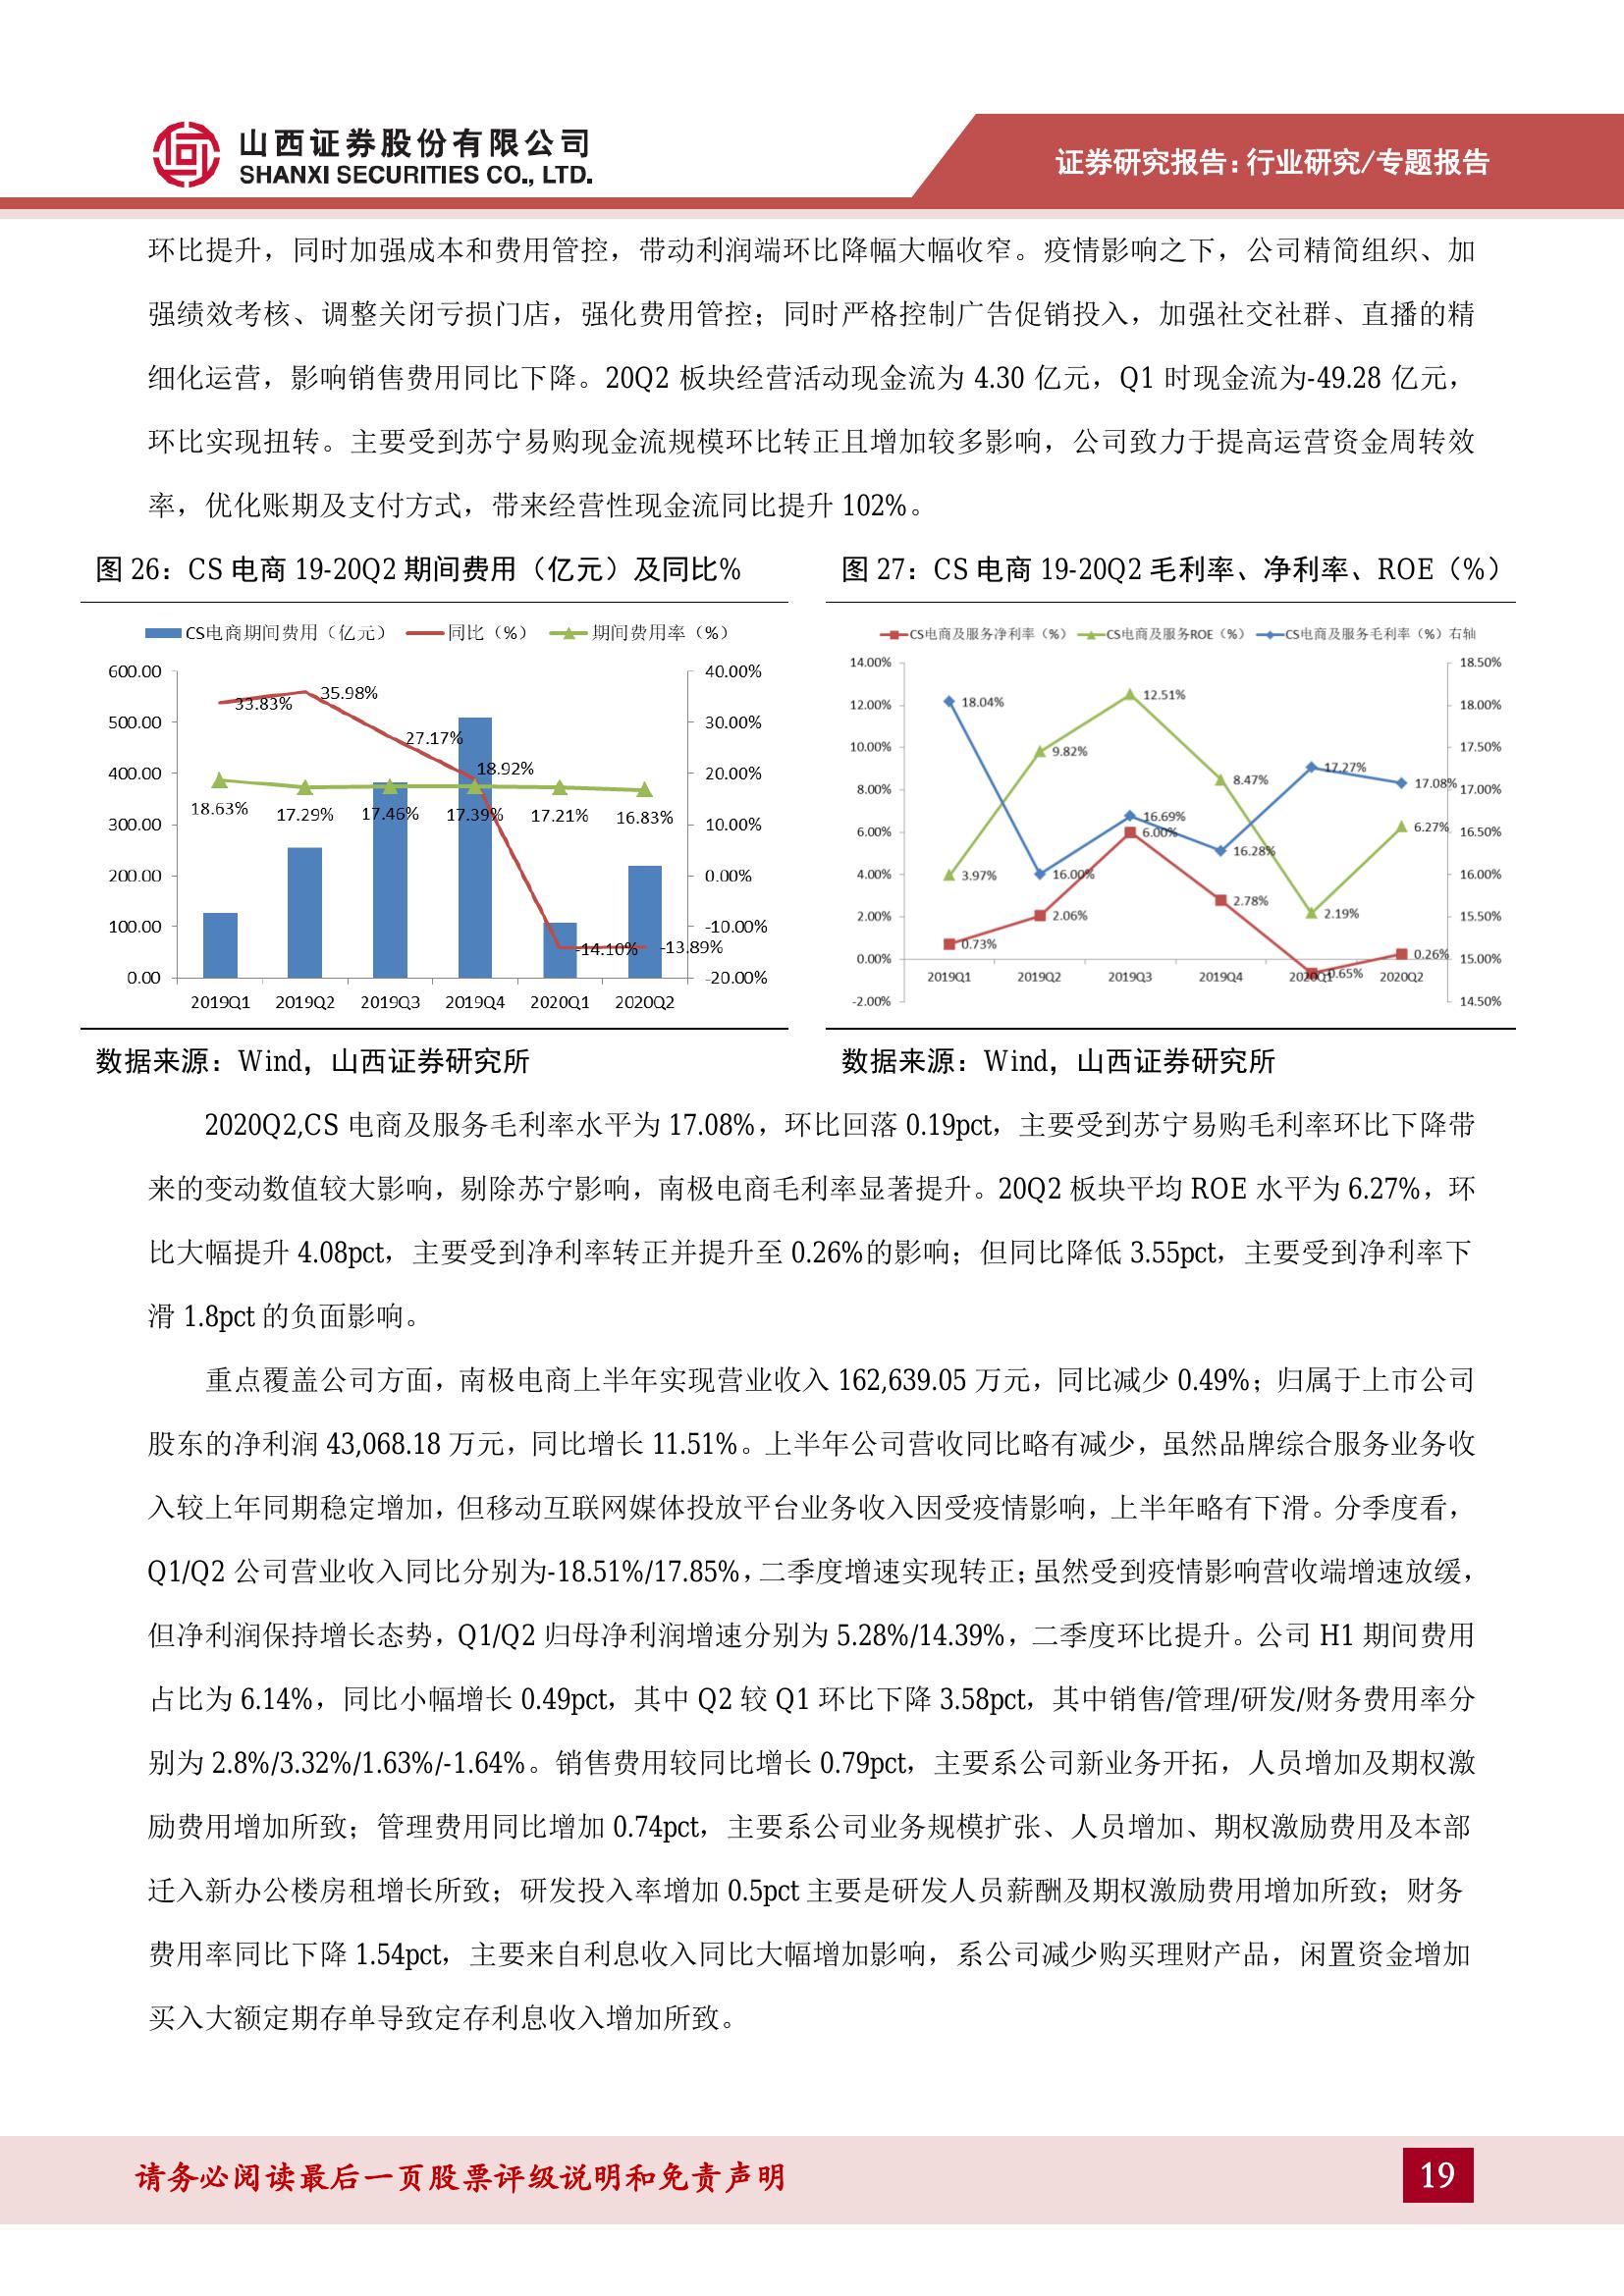 山西证券股份有限公司
SHANXI SECURITIES CO., LTD.
证券研究报告：行业研究/专题报告
环比提升，同时加强成本和费用管控，带动利润端环比降幅大幅收窄。疫情影响之下，公司精简组织、加
强绩效考核、调整关闭亏损门店，强化费用管控；同时严格控制广告促销投入，加强社交社群、直播的精
细化运营，影响销售费用同比下降。20Q2 板块经营活动现金流为 4.30 亿元，Q1 时现金流为-49.28 亿元，
环比实现扭转。主要受到苏宁易购现金流规模环比转正且增加较多影响，公司致力于提高运营资金周转效
率，优化账期及支付方式，带来经营性现金流同比提升 102%。
图 26：CS 电商 19-20Q2 期间费用（亿元）及同比%
CS电商期间费用（亿元） 同比（%） 期间费用率（%）
600.00
500.00
400.00
300.00
200.00
100.00
0.00
40.00%
30.00%
20.00%
10.00%
0.00%
-10.00%
-20.00%
33.83% 35.98% 27.17% 18.92% -14.10% -13.89%
18.63% 17.29% 17.46% 17.39% 17.21% 16.83%
2019Q1 2019Q2 2019Q3 2019Q4 2020Q1 2020Q2
数据来源：Wind，山西证券研究所
图 27：CS 电商 19-20Q2 毛利率、净利率、ROE（%）
CS电商及服务净利率（%） CS电商及服务ROE（%） CS电商及服务毛利率（%）右轴
14.00%
12.00%
10.00%
8.00%
6.00%
4.00%
2.00%
0.00%
-2.00%
18.50%
18.00%
17.50%
17.00%
16.50%
16.00%
15.50%
15.00%
14.50%
18.04% 16.00% 16.69% 16.28% 17.27% 17.08%
3.97% 9.82% 12.51% 8.47% 2.19% 6.27%
0.73% 2.06% 6.00% 2.78% -0.65% 0.26%
2019Q1 2019Q2 2019Q3 2019Q4 2020Q1 2020Q2
数据来源：Wind，山西证券研究所
2020Q2,CS 电商及服务毛利率水平为 17.08%，环比回落 0.19pct，主要受到苏宁易购毛利率环比下降带
来的变动数值较大影响，剔除苏宁影响，南极电商毛利率显著提升。20Q2 板块平均 ROE 水平为 6.27%，环
比大幅提升 4.08pct，主要受到净利率转正并提升至 0.26%的影响；但同比降低 3.55pct，主要受到净利率下
滑 1.8pct 的负面影响。
重点覆盖公司方面，南极电商上半年实现营业收入 162,639.05 万元，同比减少 0.49%；归属于上市公司
股东的净利润 43,068.18 万元，同比增长 11.51%。上半年公司营收同比略有减少，虽然品牌综合服务业务收
入较上年同期稳定增加，但移动互联网媒体投放平台业务收入因受疫情影响，上半年略有下滑。分季度看，
Q1/Q2 公司营业收入同比分别为-18.51%/17.85%，二季度增速实现转正；虽然受到疫情影响营收端增速放缓，
但净利润保持增长态势，Q1/Q2 归母净利润增速分别为 5.28%/14.39%，二季度环比提升。公司 H1 期间费用
占比为 6.14%，同比小幅增长 0.49pct，其中 Q2 较 Q1 环比下降 3.58pct，其中销售/管理/研发/财务费用率分
别为 2.8%/3.32%/1.63%/-1.64%。销售费用较同比增长 0.79pct，主要系公司新业务开拓，人员增加及期权激
励费用增加所致；管理费用同比增加 0.74pct，主要系公司业务规模扩张、人员增加、期权激励费用及本部
迁入新办公楼房租增长所致；研发投入率增加 0.5pct 主要是研发人员薪酬及期权激励费用增加所致；财务
费用率同比下降 1.54pct，主要来自利息收入同比大幅增加影响，系公司减少购买理财产品，闲置资金增加
买入大额定期存单导致定存利息收入增加所致。
请务必阅读最后一页股票评级说明和免责声明
19